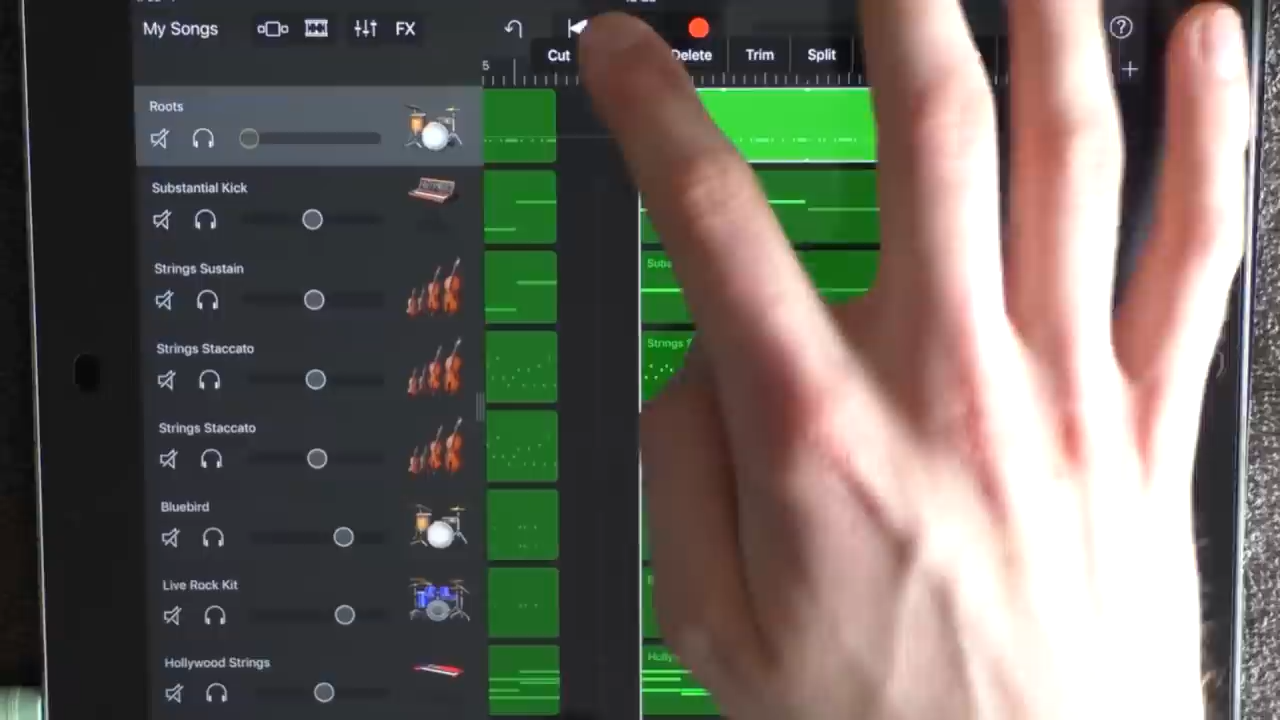 My Songs FX ?
Cut Delete Trim Split
5 +
Roots
Substantial Kick
Strings Sustain
Strings Staccato
Strings Staccato
Bluebird
Live Rock Kit
Hollywood Strings